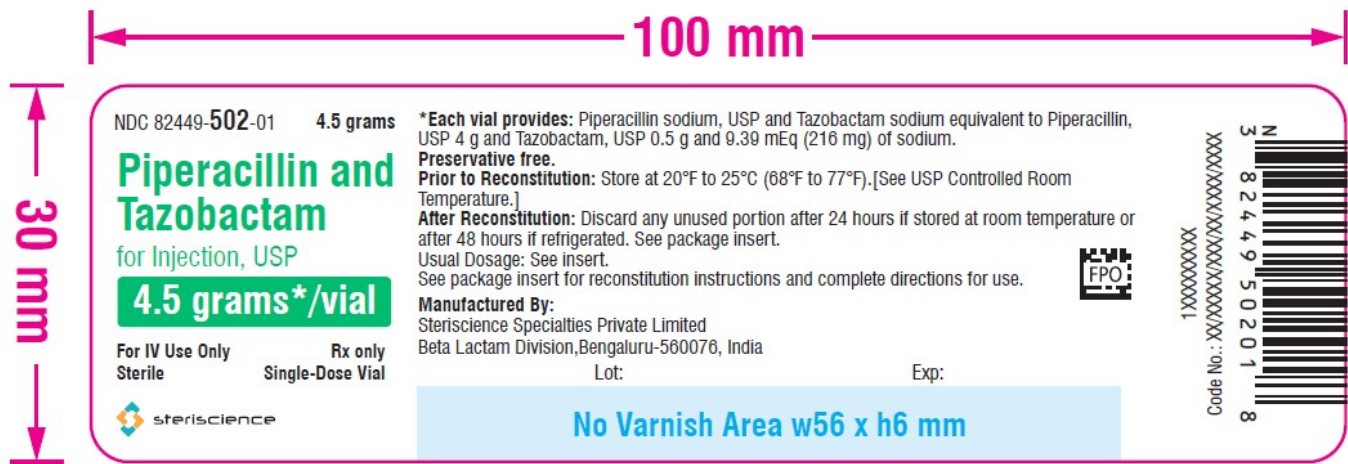 100 mm
30 mm
NDC 82449-502-01 4.5 grams
Piperacillin and
Tazobactam
for Injection, USP
4.5 grams*/vial
For IV Use Only Rx only
Sterile Single-Dose Vial
steriscience
*Each vial provides: Piperacillin sodium, USP and Tazobactam sodium equivalent to Piperacillin,
USP 4 g and Tazobactam, USP 0.5 g and 9.39 mEq (216 mg) of sodium.
Preservative free.
Prior to Reconstitution: Store at 20°F to 25°C (68°F to 77°F).[See USP Controlled Room
Temperature.]
After Reconstitution: Discard any unused portion after 24 hours if stored at room temperature or
after 48 hours if refrigerated. See package insert.
Usual Dosage: See insert.
See package insert for reconstitution instructions and complete directions for use.
FPO
Manufactured By:
Steriscience Specialties Private Limited
Beta Lactam Division,Bengaluru-560076, India
Lot: Exp:
No Varnish Area w56 x h6 mm
1XXXXXXX
Code No.: XX/XXXX/XX/X/XXXX/XXX
N
3 82449 50201 8